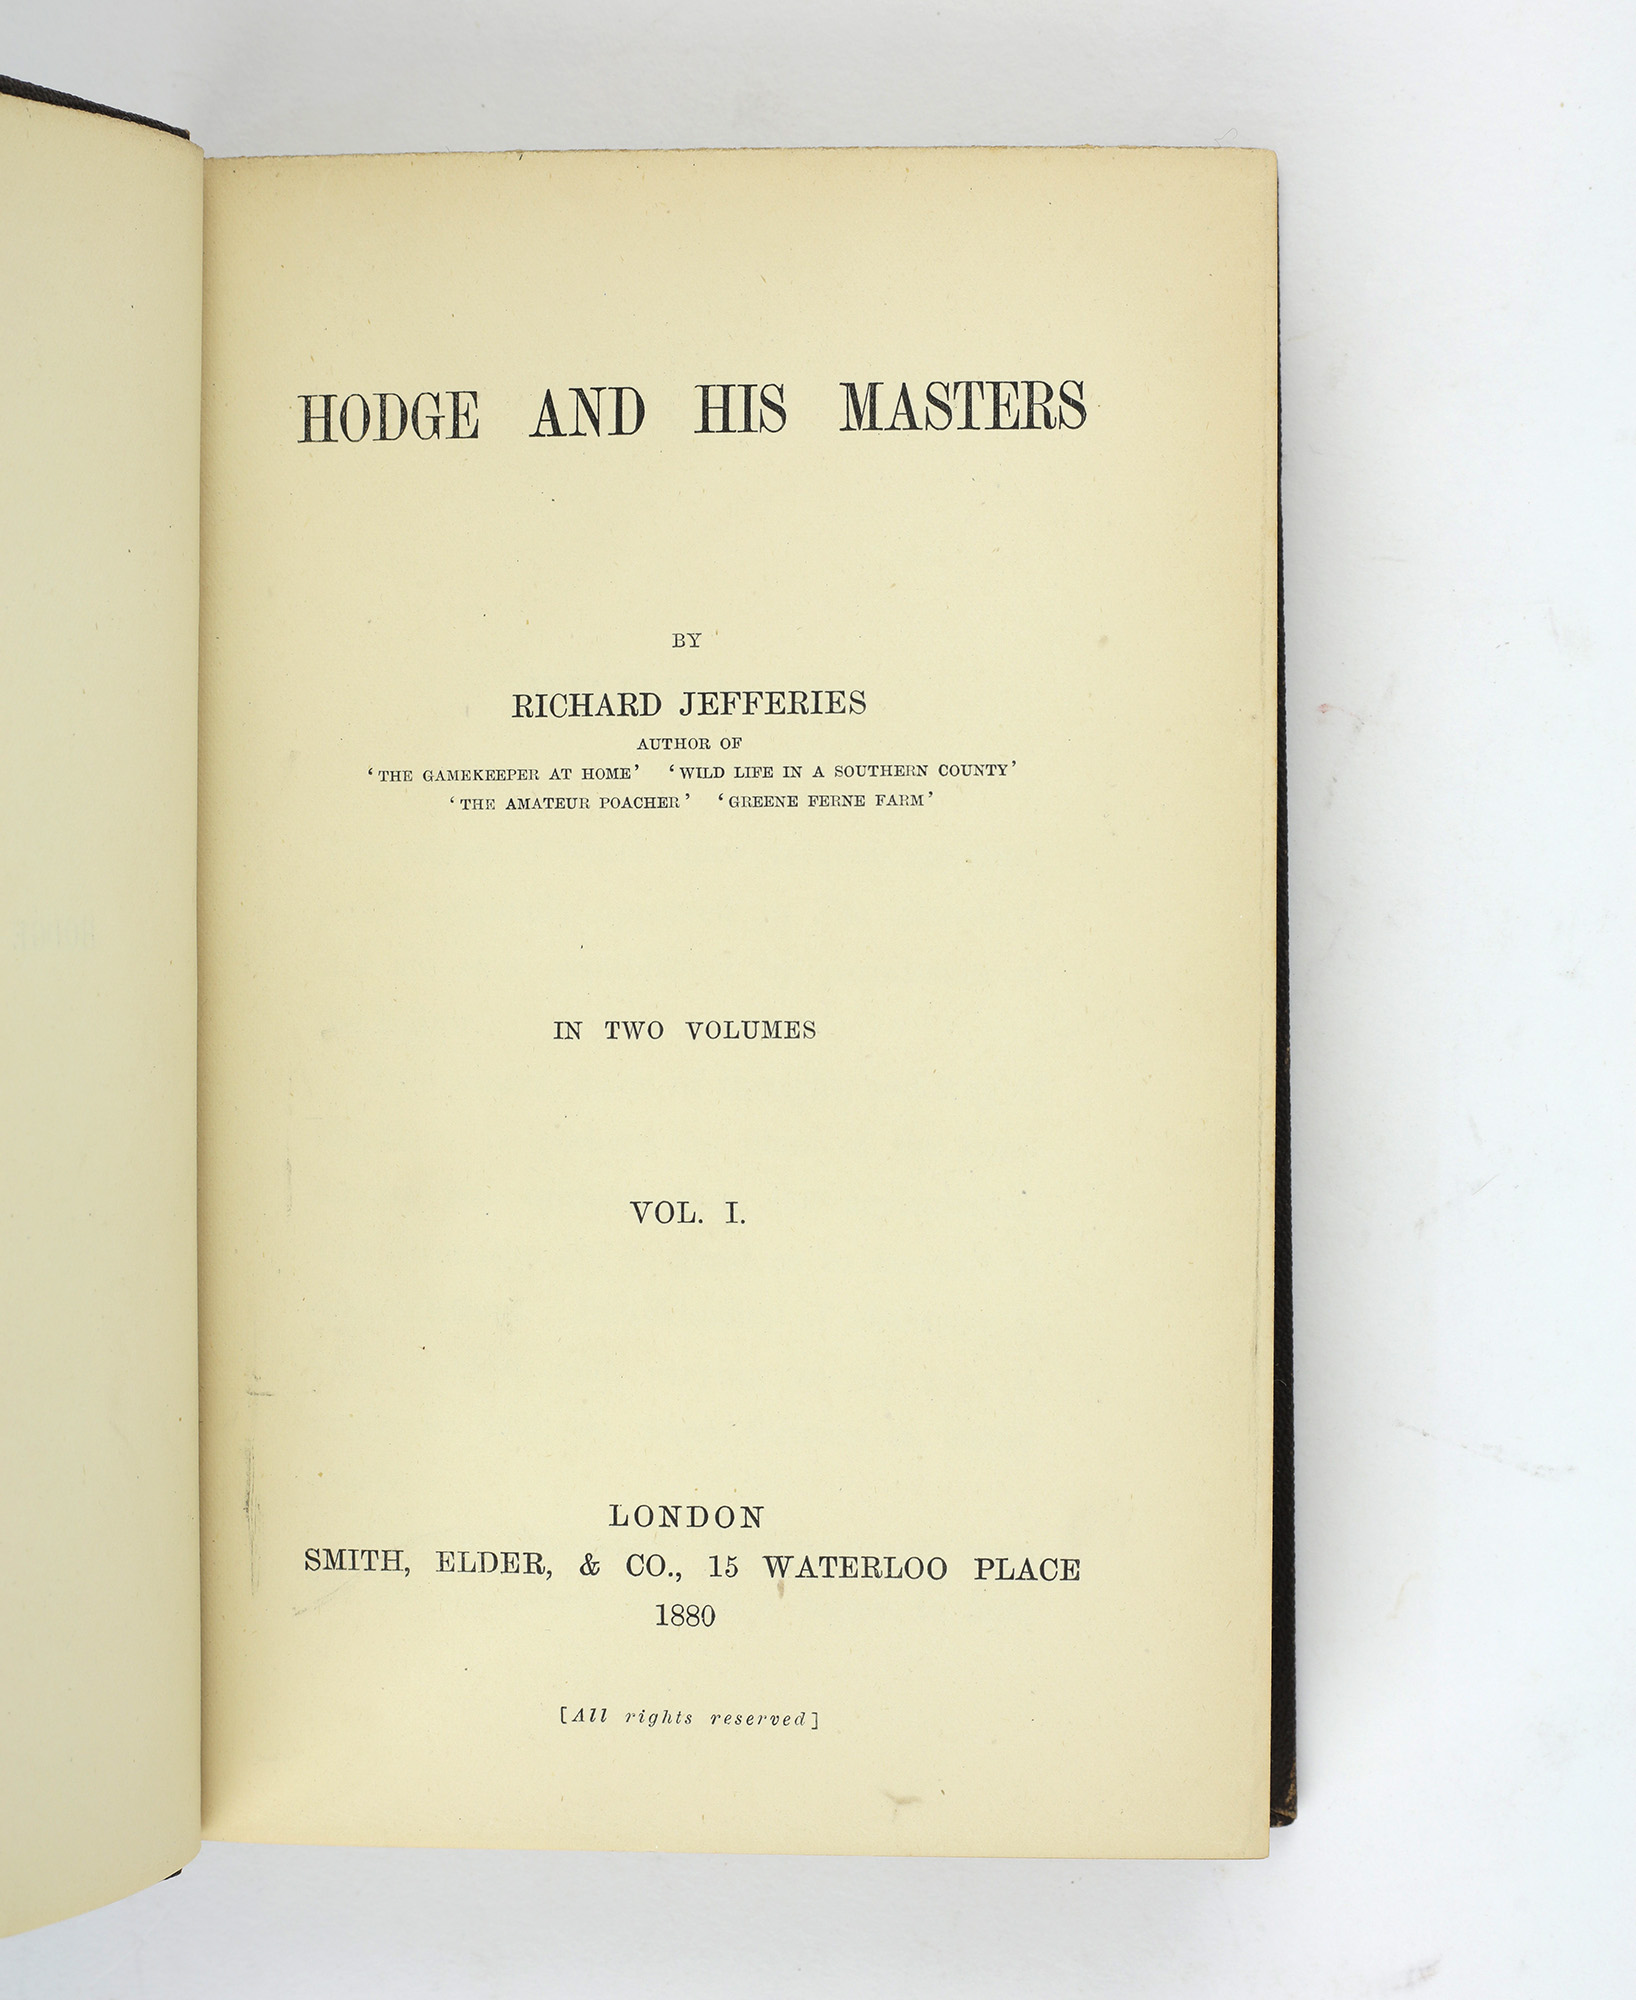 HODGE AND HIS MASTERS
BY
RICHARD JEFFERIES
AUTHOR OF
‘THE GAMEKEEPER AT HOME’ ‘WILD LIFE IN A SOUTHERN COUNTY’
‘THE AMATEUR POACHER’ ‘GREENE FERNE FARM’
IN TWO VOLUMES
VOL. I.
LONDON
SMITH, ELDER, & CO., 15 WATERLOO PLACE
1880
[All rights reserved]